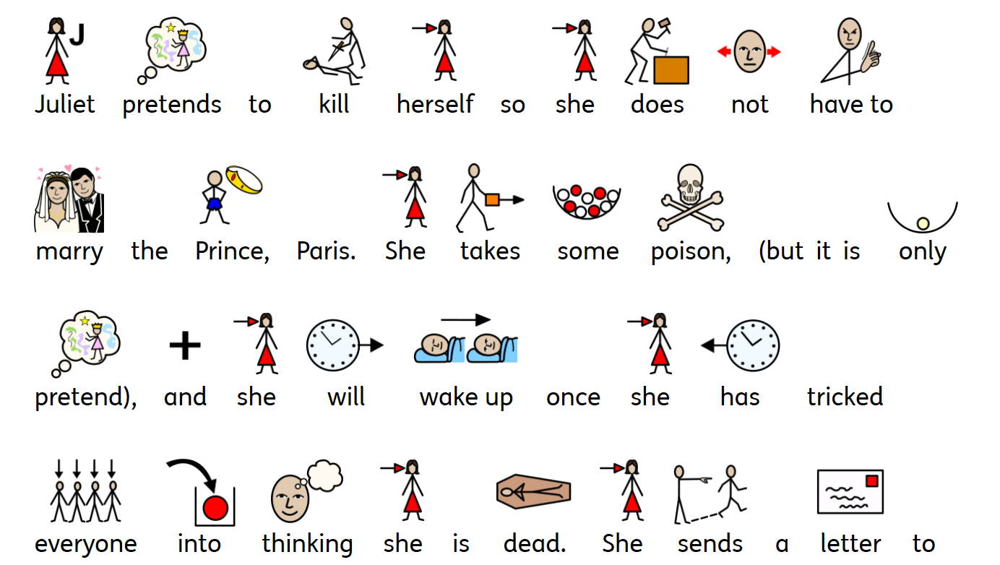 J
Juliet pretends to kill herself so she does not have to
marry the Prince, Paris. She takes some poison, (but it is only
pretend), and she will wake up once she has tricked
everyone into thinking she is dead. She sends a letter to